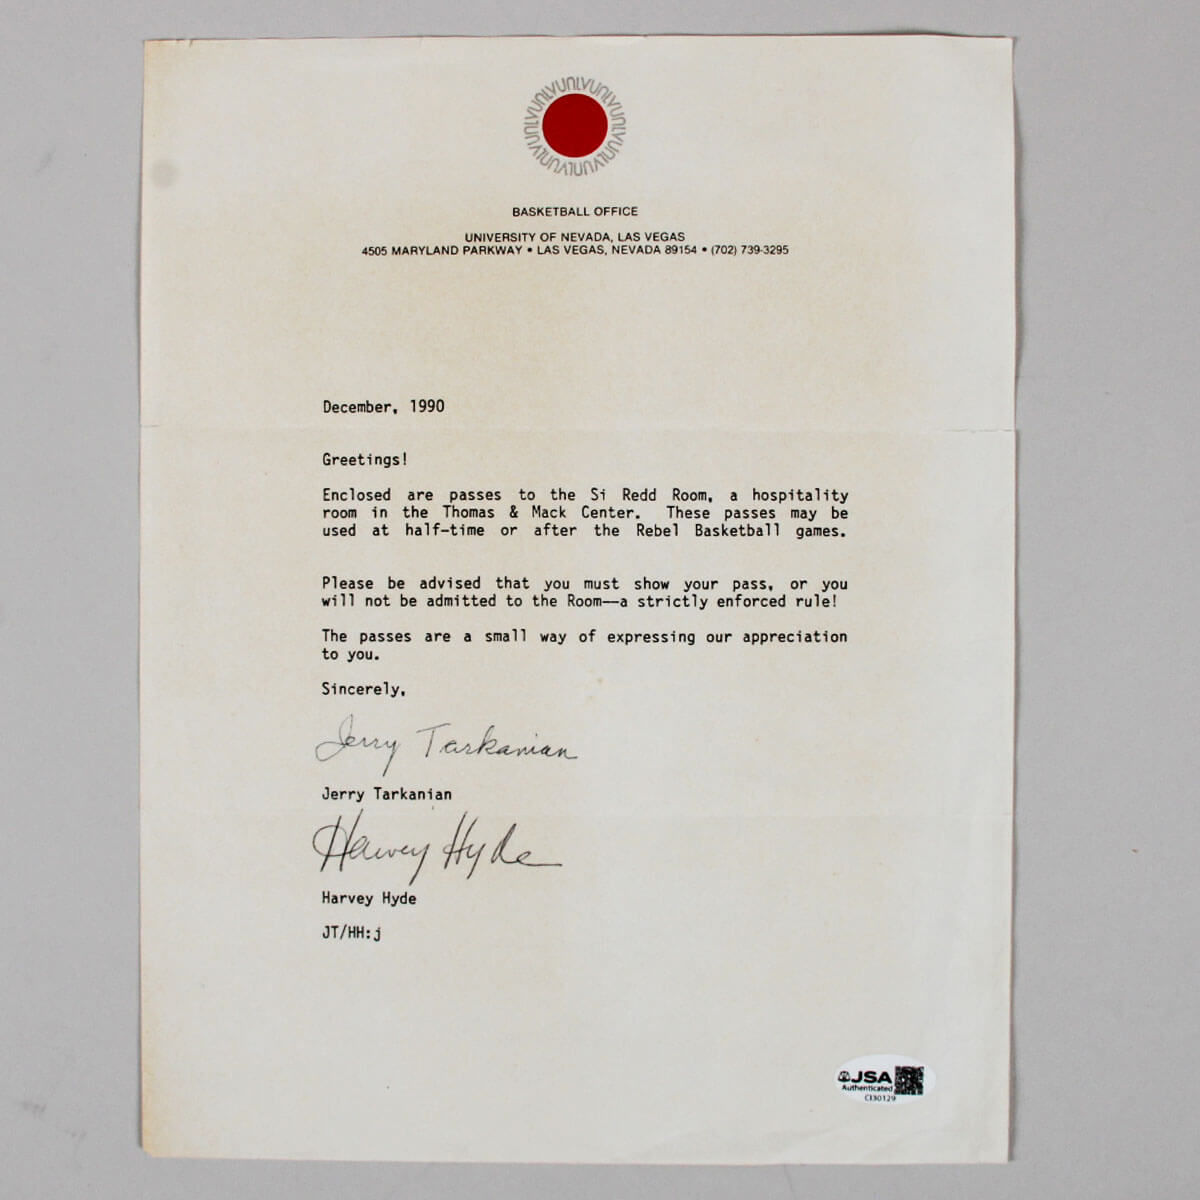 UNLVUNLVUNLVUNLVUNLVUNLVUNLV
BASKETBALL OFFICE
UNIVERSITY OF NEVADA, LAS VEGAS
4505 MARYLAND PARKWAY • LAS VEGAS, NEVADA 89154 • (702) 739-3295
December, 1990
Greetings!
Enclosed are passes to the Si Redd Room, a hospitality
room in the Thomas & Mack Center. These passes may be
used at half-time or after the Rebel Basketball games.
Please be advised that you must show your pass, or you
will not be admitted to the Room--a strictly enforced rule!
The passes are a small way of expressing our appreciation
to you.
Sincerely,
Jerry Tarkanian
Jerry Tarkanian
Harvey Hyde
Harvey Hyde
JT/HH:j
JSA
Authenticated
CI30129